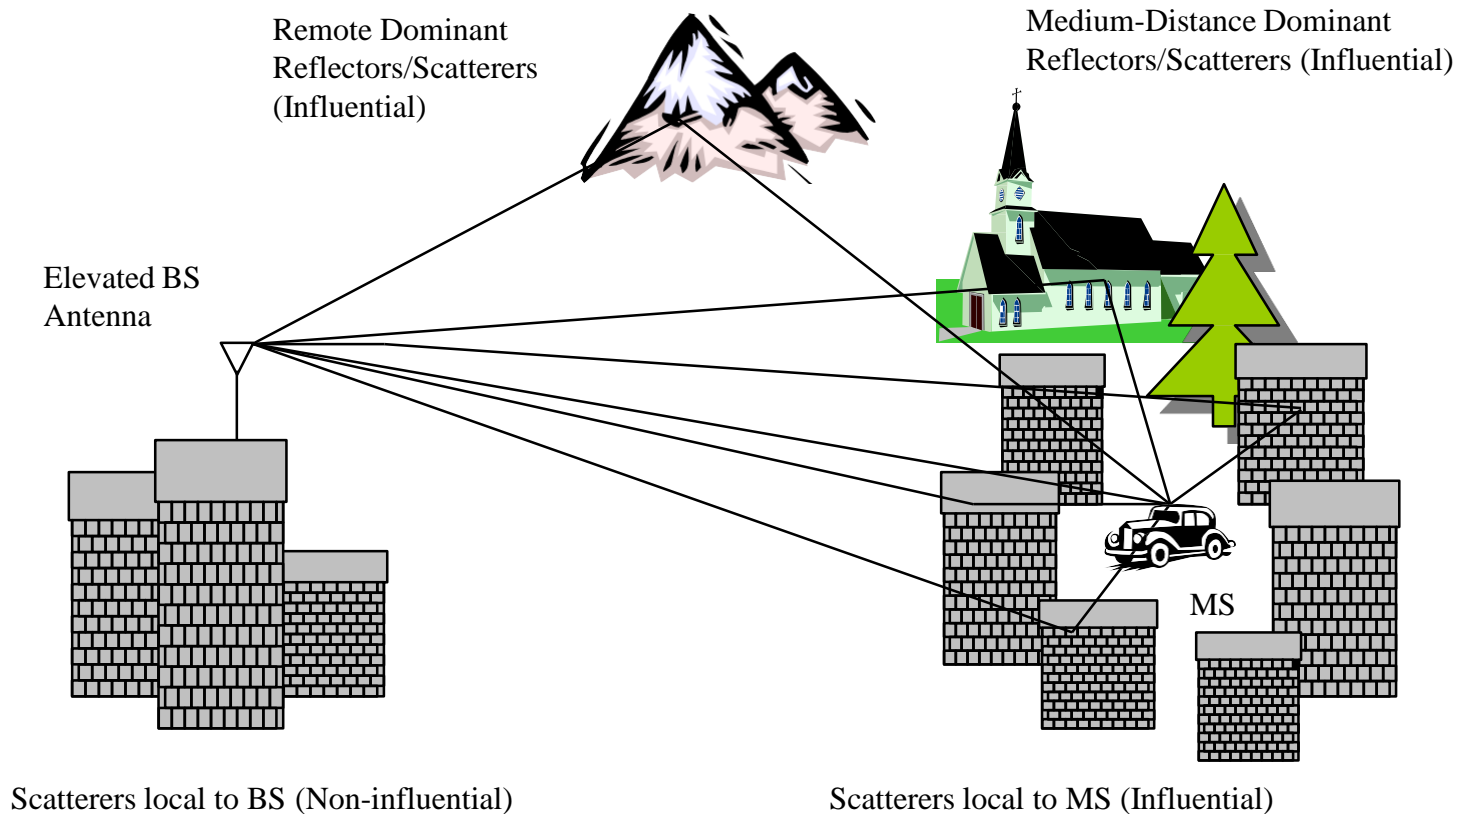 Remote Dominant
Reflectors/Scatterers
(Influential)
Medium-Distance Dominant
Reflectors/Scatterers (Influential)
Elevated BS
Antenna
MS
Scatterers local to BS (Non-influential)
Scatterers local to MS (Influential)